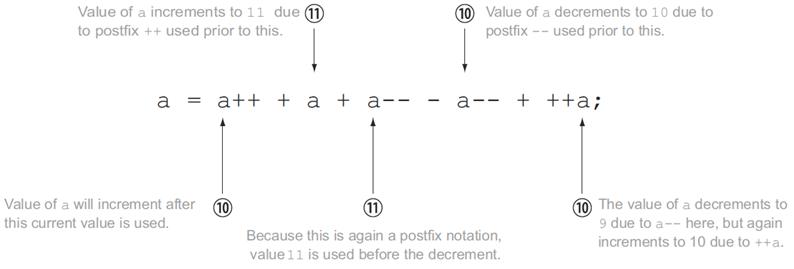 Value of a increments to 11 due
to postfix ++ used prior to this.
⑪
⑩
Value of a decrements to 10 due to
postfix -- used prior to this.
a = a++ + a + a-- - a-- + ++a;
Value of a will increment after
this current value is used.
⑩
⑪
Because this is again a postfix notation,
value 11 is used before the decrement.
⑩
The value of a decrements to
9 due to a-- here, but again
increments to 10 due to ++a.